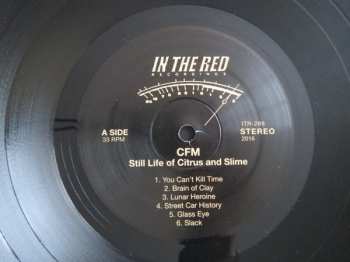 IN THE RED
RECORDINGS
A SIDE
33 RPM
ITR-289
STEREO
2016
CFM
Still Life of Citrus and Slime
1. You Can't Kill Time
2. Brain of Clay
3. Lunar Heroine
4. Street Car History
5. Glass Eye
6. Slack